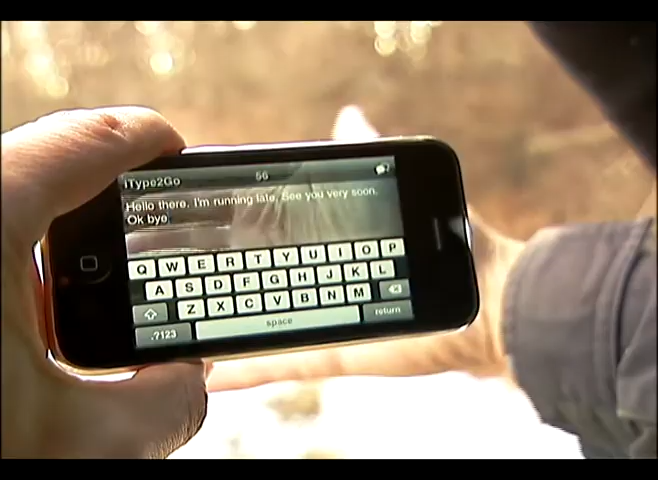 iType2Go 56
Hello there. I'm running late. See you very soon.
Ok bye
Q W E R T Y U I O P
A S D F G H J K L
Z X C V B N M
.?123 space return